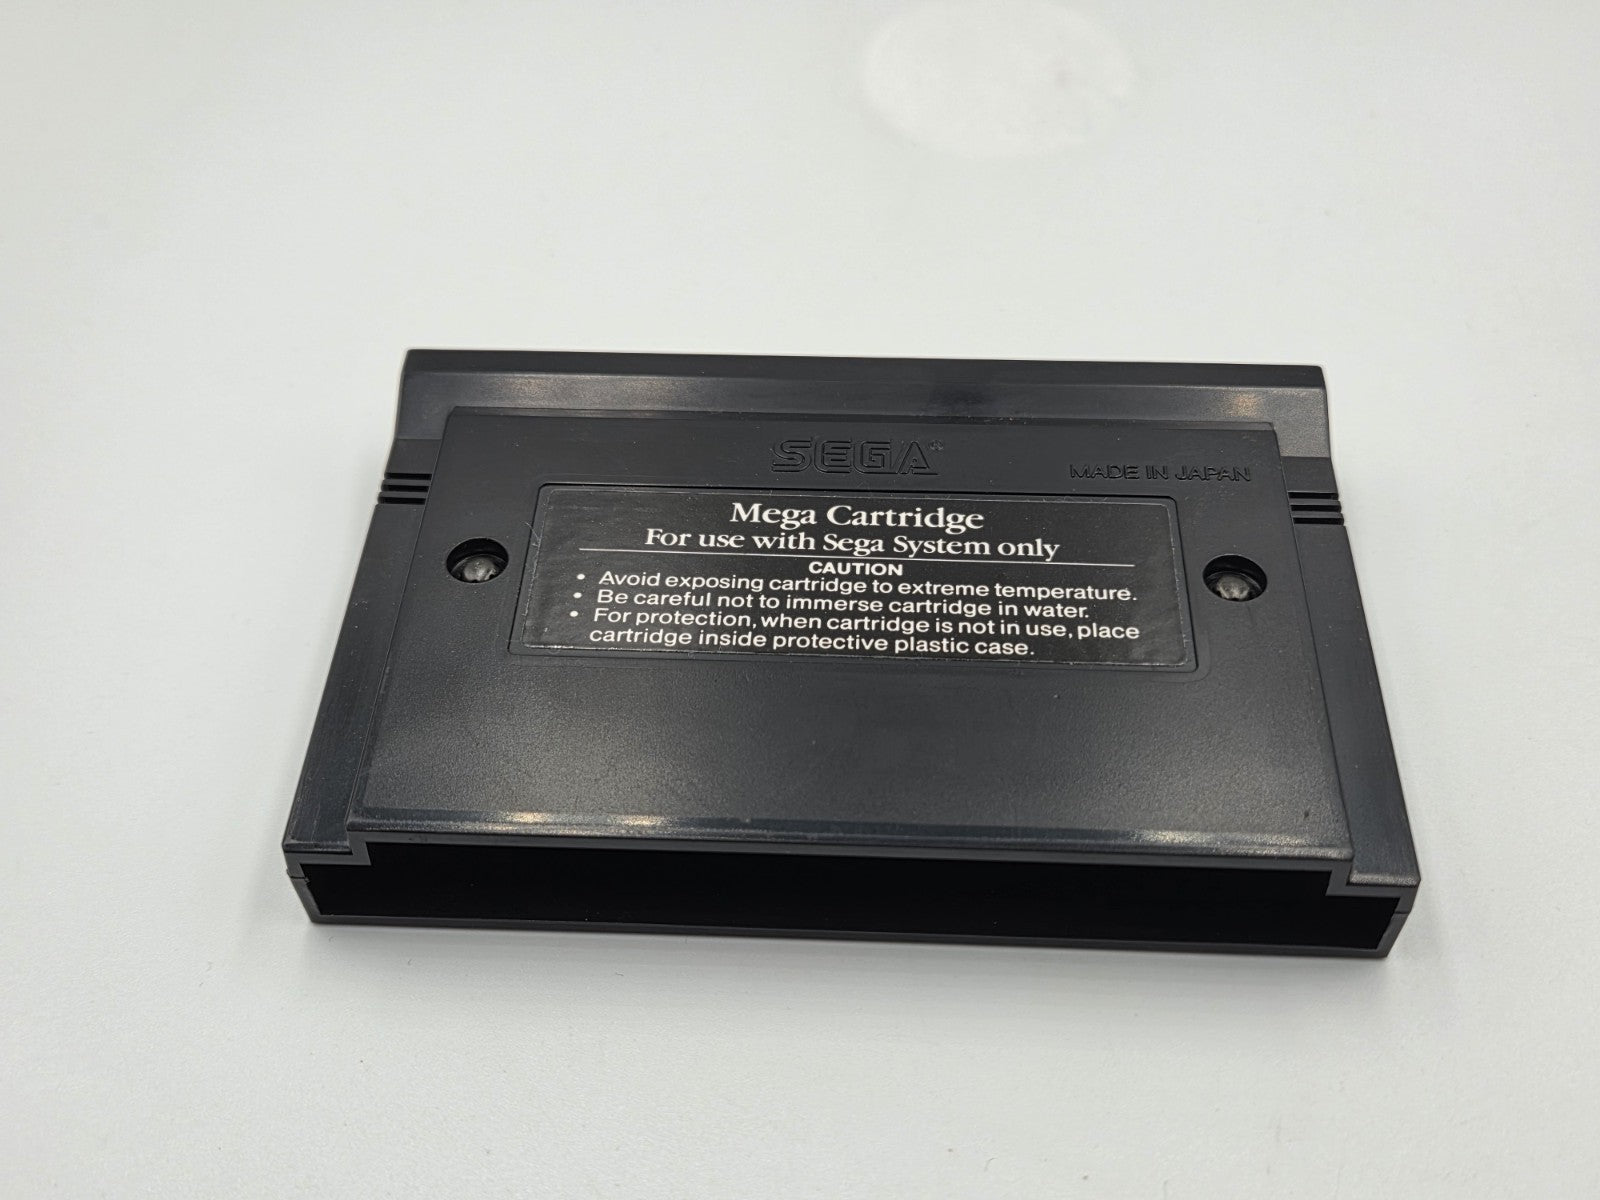 SEGA®
MADE IN JAPAN
Mega Cartridge
For use with Sega System only
CAUTION
• Avoid exposing cartridge to extreme temperature.
• Be careful not to immerse cartridge in water.
• For protection, when cartridge is not in use, place
cartridge inside protective plastic case.